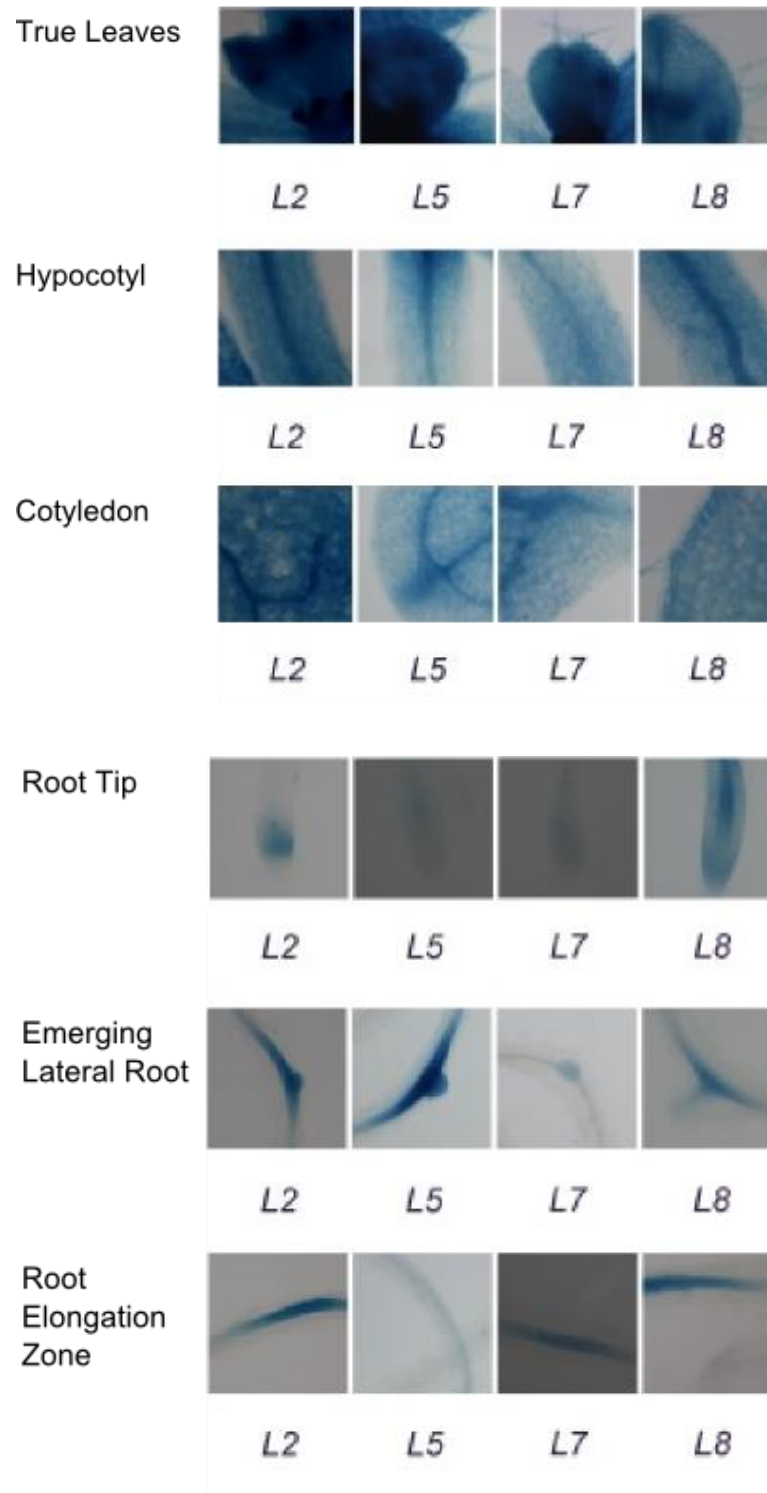 True Leaves
L2 L5 L7 L8
Hypocotyl
L2 L5 L7 L8
Cotyledon
L2 L5 L7 L8
Root Tip
L2 L5 L7 L8
Emerging
Lateral Root
L2 L5 L7 L8
Root
Elongation
Zone
L2 L5 L7 L8